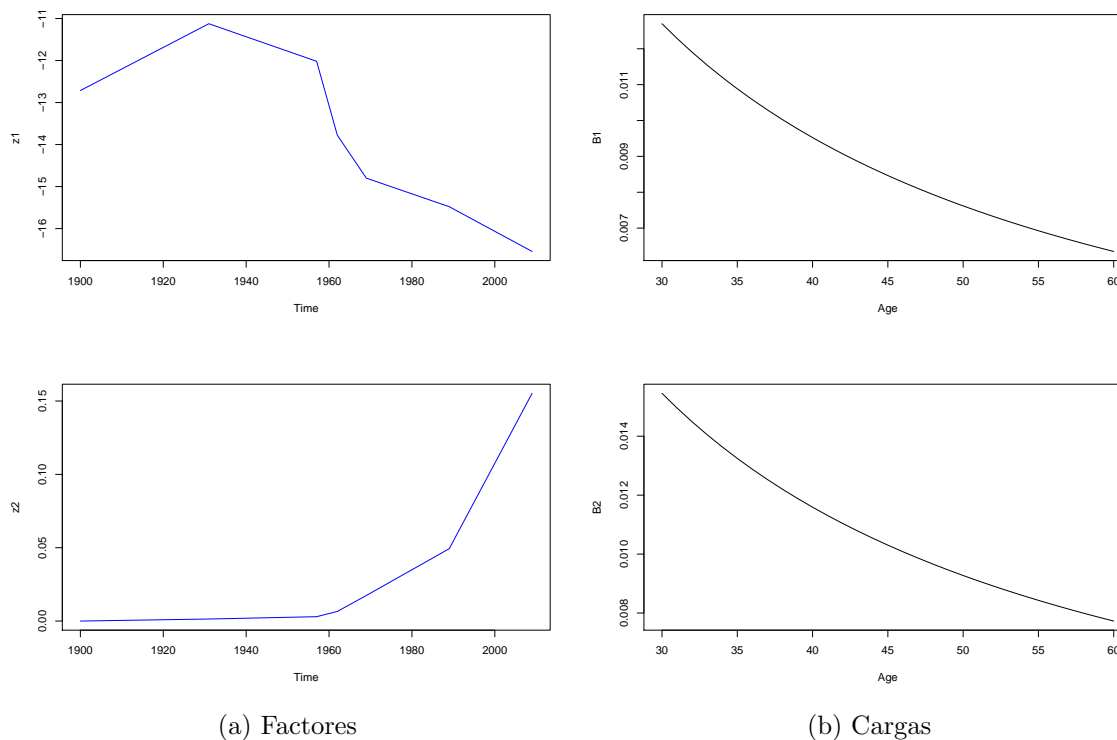 -11
-12
-13
-14
-15
-16
z1
1900 1920 1940 1960 1980 2000
Time
0.011
0.009
0.007
B1
30 35 40 45 50 55 60
Age
0.15
0.10
0.05
0.00
z2
1900 1920 1940 1960 1980 2000
Time
0.014
0.012
0.010
0.008
B2
30 35 40 45 50 55 60
Age
(a) Factores
(b) Cargas